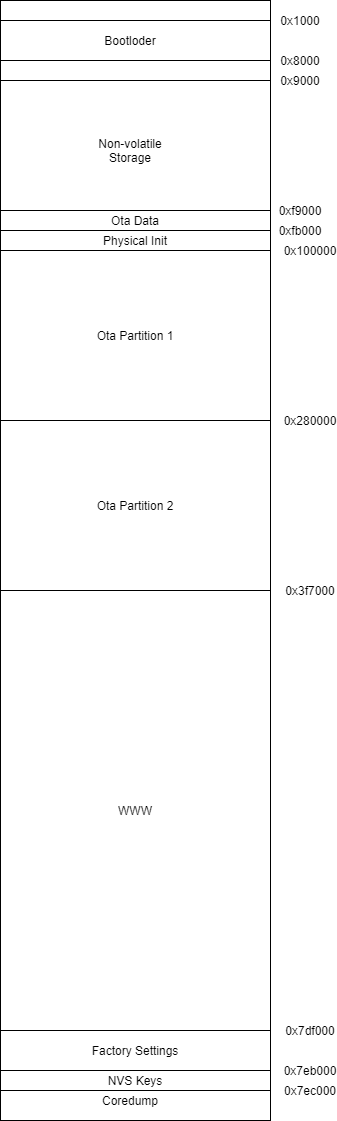 0x1000
Bootloder
0x8000
0x9000
Non-volatile
Storage
0xf9000
Ota Data
0xfb000
Physical Init
0x100000
Ota Partition 1
0x280000
Ota Partition 2
0x3f7000
WWW
0x7df000
Factory Settings
0x7eb000
NVS Keys
0x7ec000
Coredump